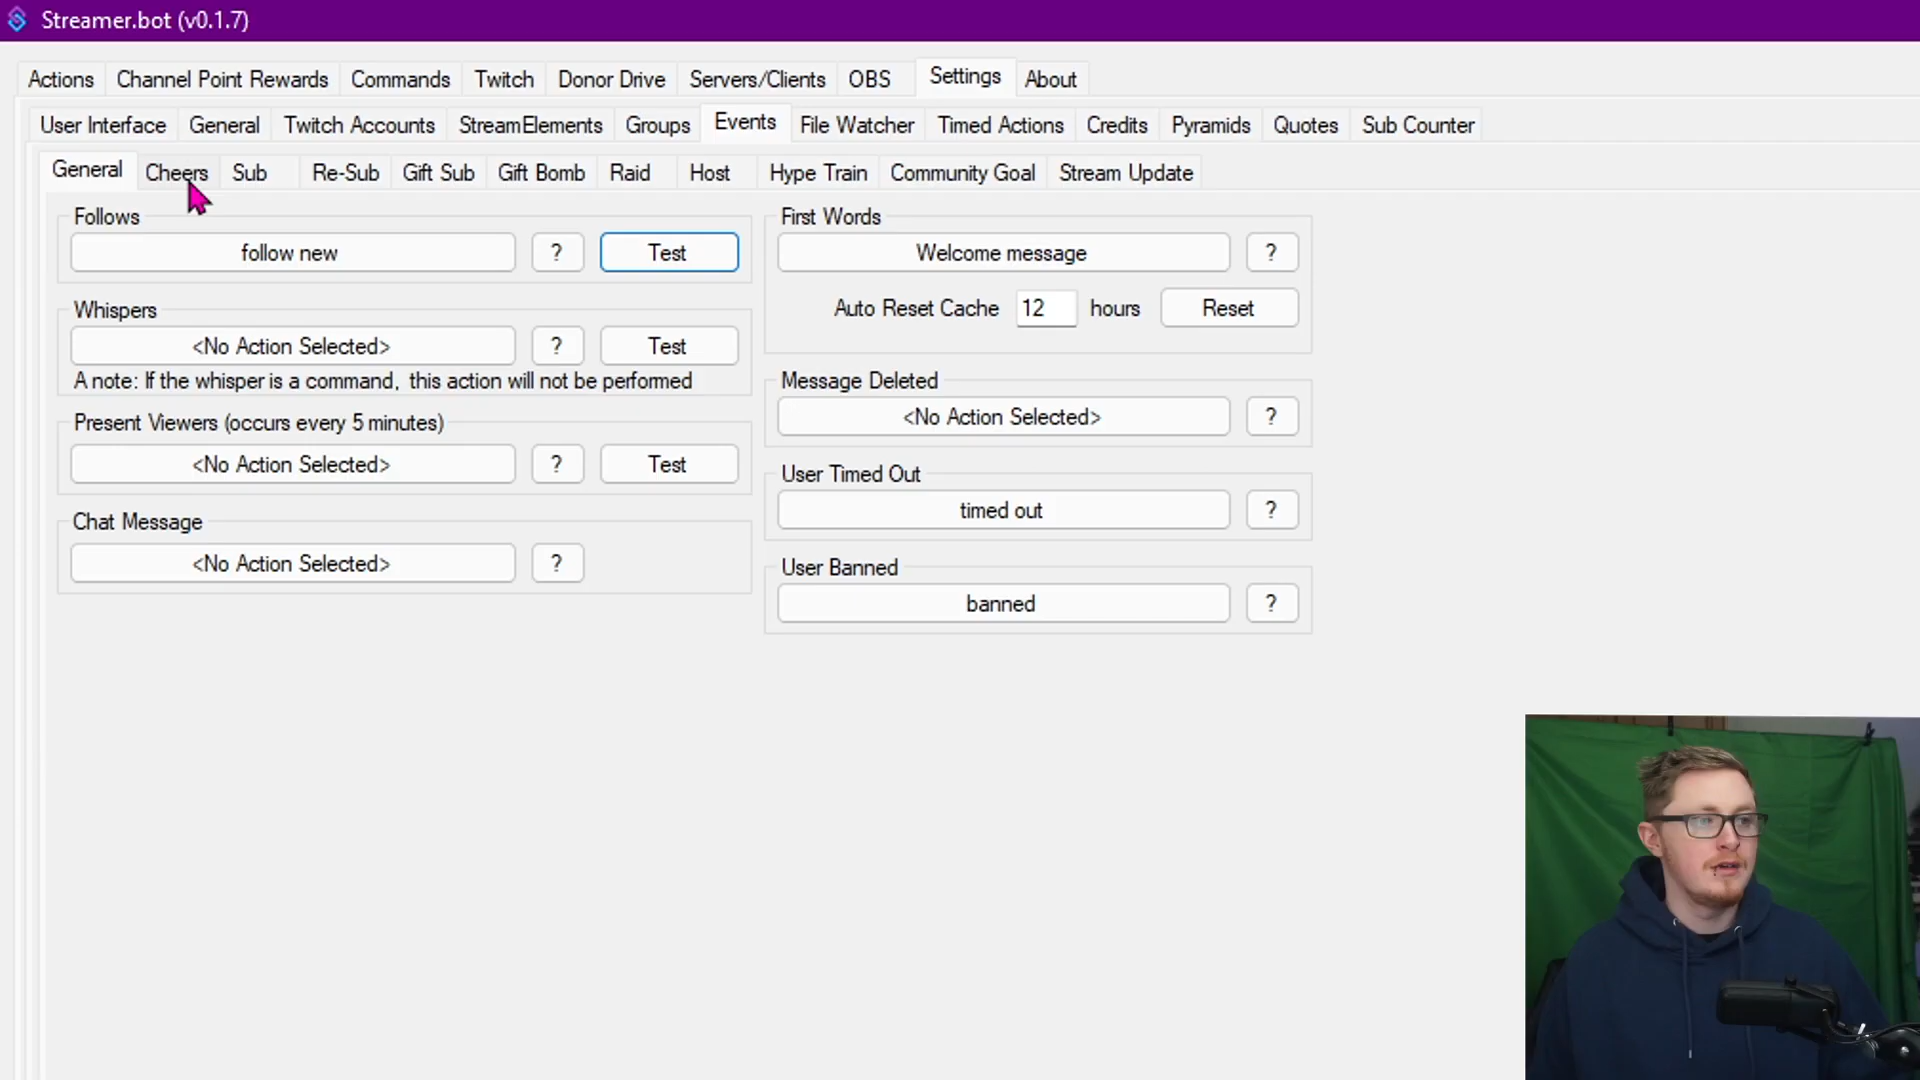 Streamer.bot (v0.1.7)
Actions Channel Point Rewards Commands Twitch Donor Drive Servers/Clients OBS Settings About
User Interface General Twitch Accounts StreamElements Groups Events File Watcher Timed Actions Credits Pyramids Quotes Sub Counter
General Cheers Sub Re-Sub Gift Sub Gift Bomb Raid Host Hype Train Community Goal Stream Update
Follows
follow new ? Test
Whispers
<No Action Selected> ? Test
A note: If the whisper is a command, this action will not be performed
Present Viewers (occurs every 5 minutes)
<No Action Selected> ? Test
Chat Message
<No Action Selected> ?
First Words
Welcome message ?
Auto Reset Cache 12 hours Reset
Message Deleted
<No Action Selected> ?
User Timed Out
timed out ?
User Banned
banned ?